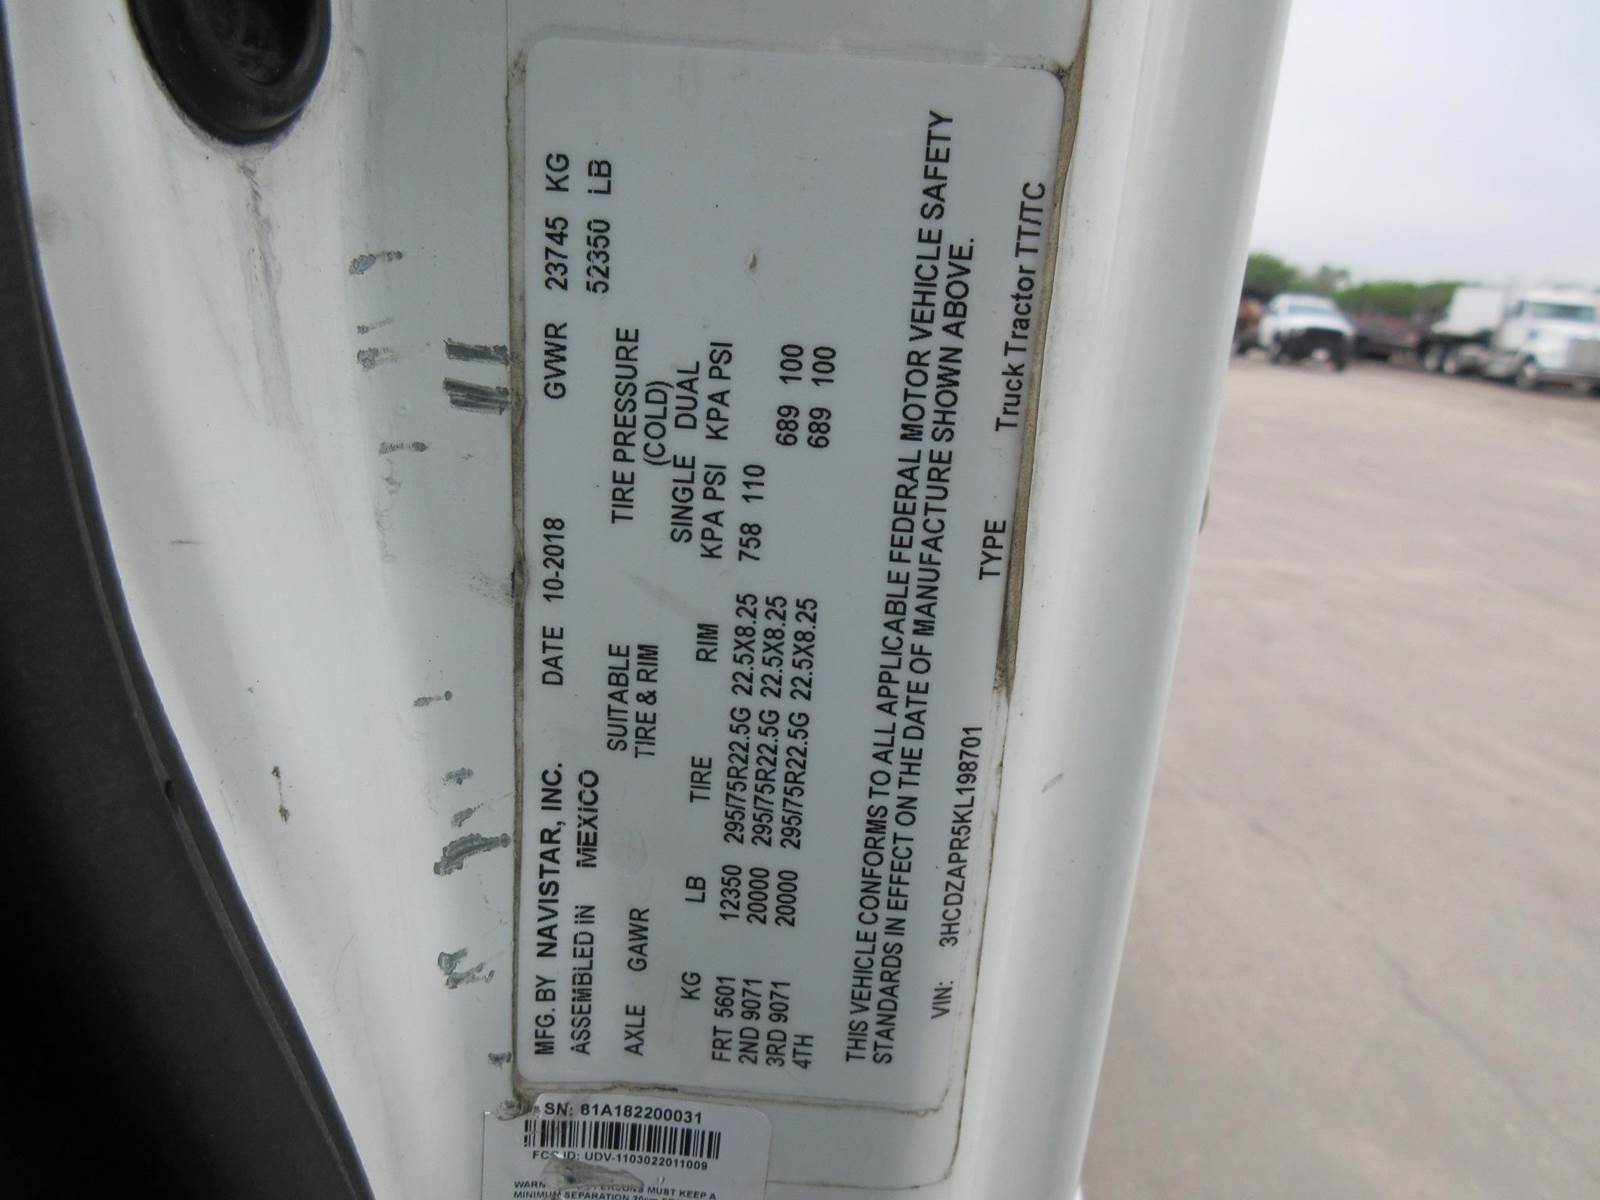 MFG. BY NAVISTAR, INC. DATE 10-2018 GVWR 23745 KG
ASSEMBLED IN MEXICO 52350 LB
SUITABLE TIRE PRESSURE
AXLE GAWR TIRE & RIM (COLD)
SINGLE DUAL
KG LB TIRE RIM KPA PSI KPA PSI
FRT 5601 12350 295/75R22.5G 22.5X8.25 758 110
2ND 9071 20000 295/75R22.5G 22.5X8.25 689 100
3RD 9071 20000 295/75R22.5G 22.5X8.25 689 100
4TH
THIS VEHICLE CONFORMS TO ALL APPLICABLE FEDERAL MOTOR VEHICLE SAFETY
STANDARDS IN EFFECT ON THE DATE OF MANUFACTURE SHOWN ABOVE.
VIN: 3HCDZAPR5KL198701 TYPE Truck Tractor TT/TC
SN: 81A182200031
ID: UDV-1103022011009
MUST KEEP A
MINIMUM SEPARATION